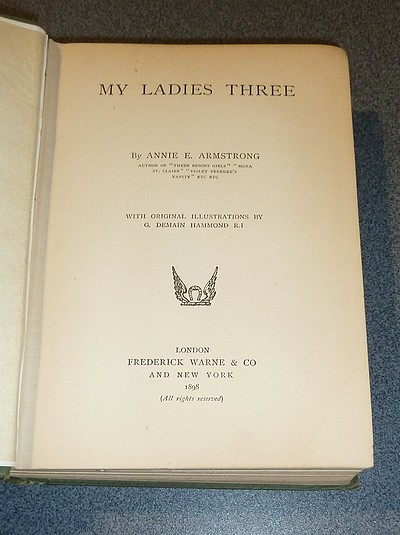 MY LADIES THREE
By ANNIE E. ARMSTRONG
AUTHOR OF "THREE BRIGHT GIRLS" "MONA
ST. CLAIRE" "VIOLET VEREKER'S
VANITY" ETC ETC
WITH ORIGINAL ILLUSTRATIONS BY
G. DEMAIN HAMMOND R.I
LONDON
FREDERICK WARNE & CO
AND NEW YORK
1898
(All rights reserved)